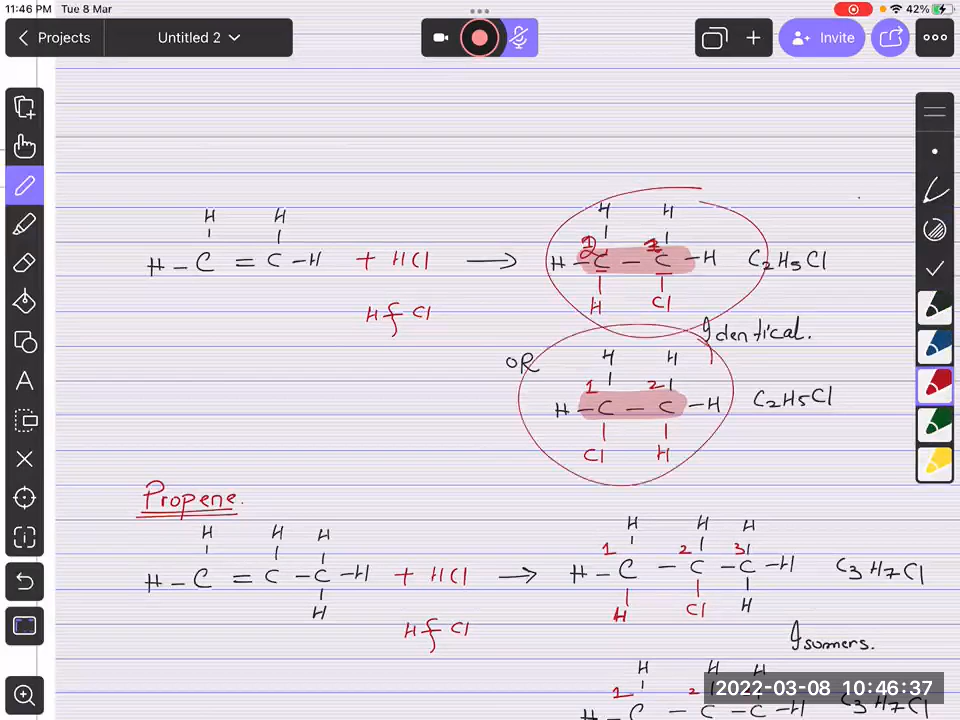 11:46 PM Tue 8 Mar 42%
Projects Untitled 2 Invite
H H H H
H – C = C – H + HCl → H – C – C – H C2H5Cl
H Cl H Cl
Identical.
OR H H
1 2
H – C – C – H C2H5Cl
Cl H
Propene.
H H H H H H
1 2 3
H – C = C – C – H + HCl → H – C – C – C – H C3H7Cl
H H Cl H
H Cl
Isomers.
H H H
1 2
2022-03-08 10:46:37
H – C – C – C – H C3H7Cl